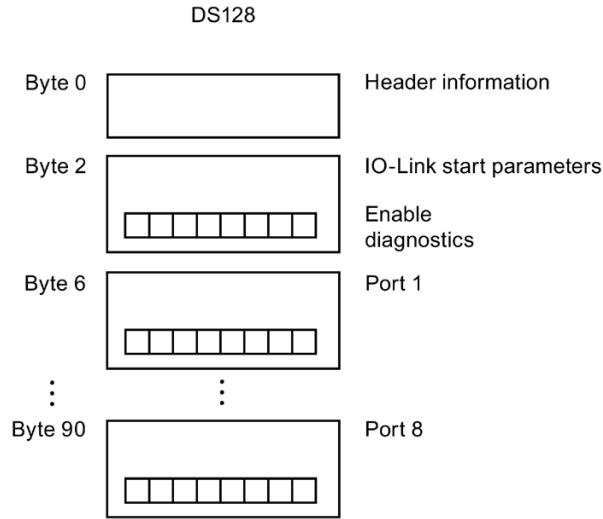 DS128
Byte 0
Header information
Byte 2
IO-Link start parameters
Enable
diagnostics
Byte 6
Port 1
Byte 90
Port 8